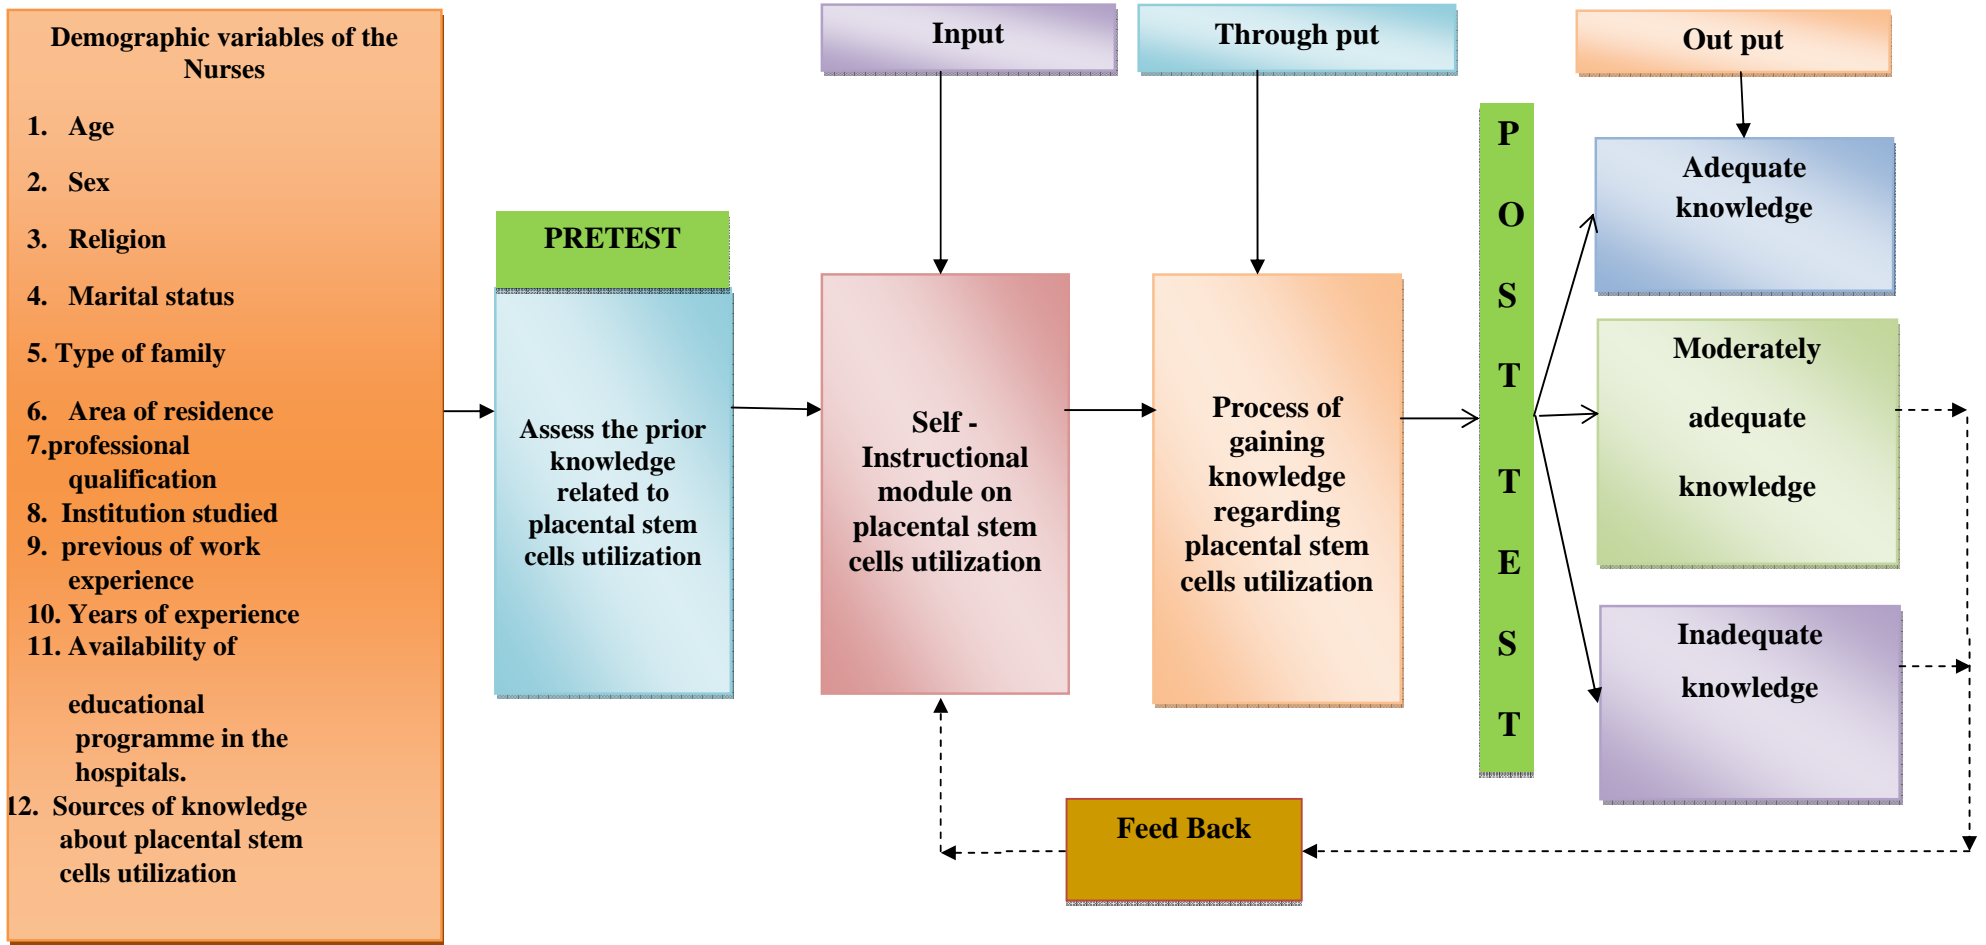 Demographic variables of the
Nurses
1. Age
2. Sex
3. Religion
4. Marital status
5. Type of family
6. Area of residence
7.professional
qualification
8. Institution studied
9. previous of work
experience
10. Years of experience
11. Availability of
educational
programme in the
hospitals.
12. Sources of knowledge
about placental stem
cells utilization
PRETEST
Assess the prior
knowledge
related to
placental stem
cells utilization
Input
Self -
Instructional
module on
placental stem
cells utilization
Through put
Process of
gaining
knowledge
regarding
placental stem
cells utilization
P
O
S
T
T
E
S
T
Out put
Adequate
knowledge
Moderately
adequate
knowledge
Inadequate
knowledge
Feed Back